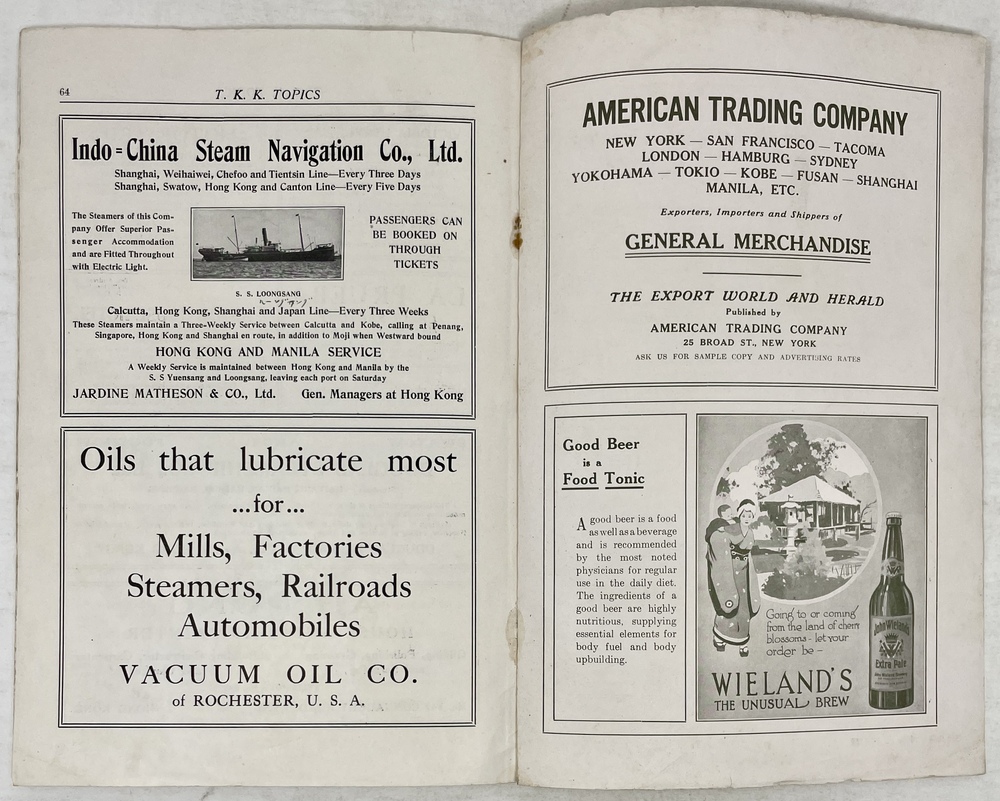 64
T. K. K. TOPICS
Indo=China Steam Navigation Co., Ltd.
Shanghai, Weihaiwei, Chefoo and Tientsin Line—Every Three Days
Shanghai, Swatow, Hong Kong and Canton Line—Every Five Days
The Steamers of this Com-
pany Offer Superior Pas-
senger Accommodation
and are Fitted Throughout
with Electric Light.
PASSENGERS CAN
BE BOOKED ON
THROUGH
TICKETS
S. S. LOONGSANG
Calcutta, Hong Kong, Shanghai and Japan Line—Every Three Weeks
These Steamers maintain a Three-Weekly Service between Calcutta and Kobe, calling at Penang,
Singapore, Hong Kong and Shanghai en route, in addition to Moji when Westward bound
HONG KONG AND MANILA SERVICE
A Weekly Service is maintained between Hong Kong and Manila by the
S. S Yuensang and Loongsang, leaving each port on Saturday
JARDINE MATHESON & CO., Ltd. Gen. Managers at Hong Kong
Oils that lubricate most
...for...
Mills, Factories
Steamers, Railroads
Automobiles
VACUUM OIL CO.
of ROCHESTER, U. S. A.
AMERICAN TRADING COMPANY
NEW YORK — SAN FRANCISCO — TACOMA
LONDON — HAMBURG — SYDNEY
YOKOHAMA — TOKIO — KOBE — FUSAN — SHANGHAI
MANILA, ETC.
Exporters, Importers and Shippers of
GENERAL MERCHANDISE
THE EXPORT WORLD AND HERALD
Published by
AMERICAN TRADING COMPANY
25 BROAD ST., NEW YORK
ASK US FOR SAMPLE COPY AND ADVERTISING RATES
Good Beer
is a
Food Tonic
A good beer is a food
as well as a beverage
and is recommended
by the most noted
physicians for regular
use in the daily diet.
The ingredients of a
good beer are highly
nutritious, supplying
essential elements for
body fuel and body
upbuilding.
Going to or coming
from the land of cherry
blossoms - let your
order be -
WIELAND'S
THE UNUSUAL BREW
John Wieland's
Extra Pale